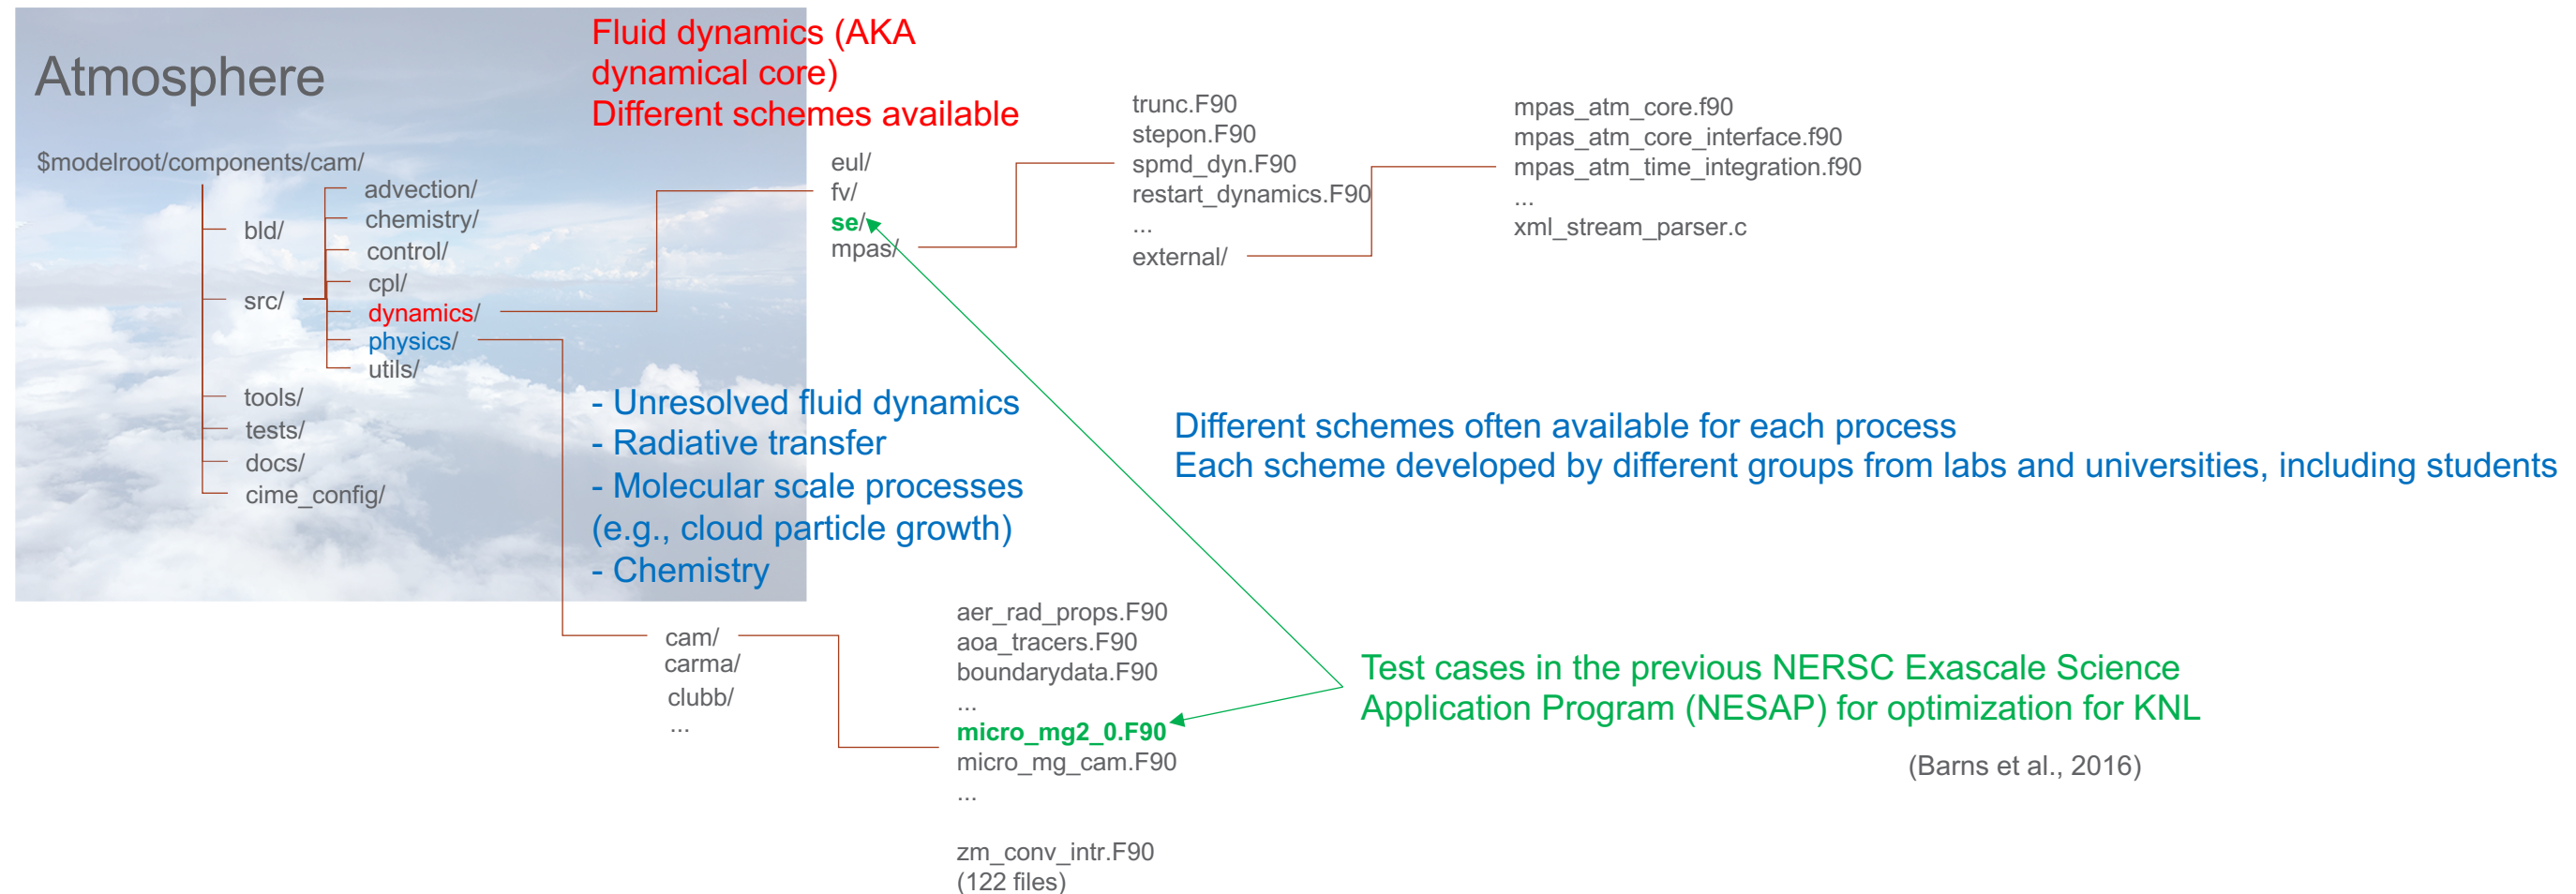 Atmosphere
$modelroot/components/cam/
bld/
src/
tools/
tests/
docs/
cime_config/
advection/
chemistry/
control/
cpl/
dynamics/
physics/
utils/
Fluid dynamics (AKA
dynamical core)
Different schemes available
eul/
fv/
se/
mpas/
trunc.F90
stepon.F90
spmd_dyn.F90
restart_dynamics.F90
...
external/
mpas_atm_core.f90
mpas_atm_core_interface.f90
mpas_atm_time_integration.f90
...
xml_stream_parser.c
- Unresolved fluid dynamics
- Radiative transfer
- Molecular scale processes
(e.g., cloud particle growth)
- Chemistry
Different schemes often available for each process
Each scheme developed by different groups from labs and universities, including students
cam/
carma/
clubb/
...
aer_rad_props.F90
aoa_tracers.F90
boundarydata.F90
...
micro_mg2_0.F90
micro_mg_cam.F90
...
zm_conv_intr.F90
(122 files)
Test cases in the previous NERSC Exascale Science
Application Program (NESAP) for optimization for KNL
(Barns et al., 2016)